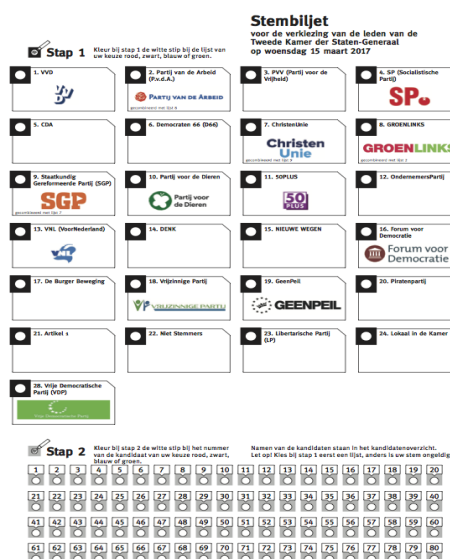 Stembiljet
voor de verkiezing van de leden van de
Tweede Kamer der Staten-Generaal
op woensdag 15 maart 2017
Stap 1
Kleur bij stap 1 de witte stip bij de lijst van
uw keuze rood, zwart, blauw of groen.
1. VVD
VVD
2. Partij van de Arbeid
(P.v.d.A.)
PARTIJ VAN DE ARBEID
gecombineerd met lijst 8
3. PVV (Partij voor de
Vrijheid)
4. SP (Socialistische
Partij)
SP.
5. CDA
6. Democraten 66 (D66)
7. ChristenUnie
Christen
Unie
gecombineerd met lijst 9
8. GROENLINKS
GROENLINKS
gecombineerd met lijst 2
9. Staatkundig
Gereformeerde Partij (SGP)
SGP
gecombineerd met lijst 7
10. Partij voor de Dieren
Partij voor
de Dieren
11. 50PLUS
50
PLUS
12. OndernemersPartij
13. VNL (VoorNederland)
14. DENK
15. NIEUWE WEGEN
16. Forum voor
Democratie
Forum voor
Democratie
17. De Burger Beweging
18. Vrijzinnige Partij
VP VRIJZINNIGE PARTIJ
19. GeenPeil
GEENPEIL
20. Piratenpartij
21. Artikel 1
22. Niet Stemmers
23. Libertarische Partij
(LP)
24. Lokaal in de Kamer
28. Vrije Democratische
Partij (VDP)
Stap 2
Kleur bij stap 2 de witte stip bij het nummer
van de kandidaat van uw keuze rood, zwart,
blauw of groen.
Namen van de kandidaten staan in het kandidatenoverzicht.
Let op! Kies bij stap 1 eerst een lijst, anders is uw stem ongeldig
1 2 3 4 5 6 7 8 9 10 11 12 13 14 15 16 17 18 19 20
21 22 23 24 25 26 27 28 29 30 31 32 33 34 35 36 37 38 39 40
41 42 43 44 45 46 47 48 49 50 51 52 53 54 55 56 57 58 59 60
61 62 63 64 65 66 67 68 69 70 71 72 73 74 75 76 77 78 79 80